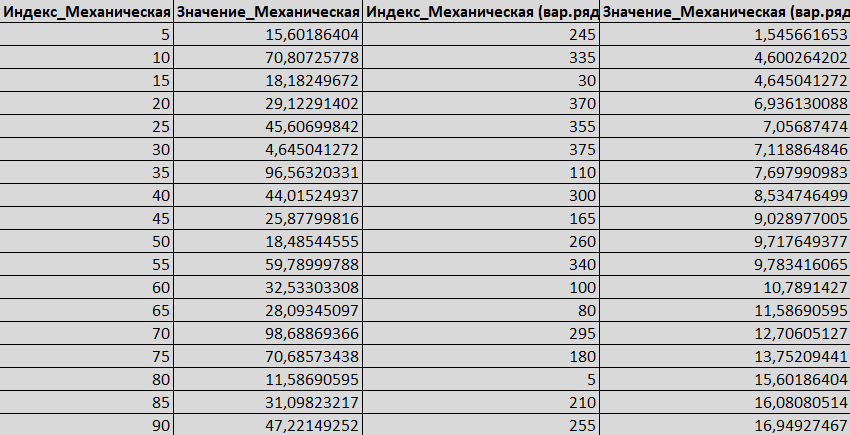 Индекс_Механическая Значение_Механическая Индекс_Механическая (вар.ряд Значение_Механическая (вар.ряд
5 15,60186404 245 1,545661653
10 70,80725778 335 4,600264202
15 18,18249672 30 4,645041272
20 29,12291402 370 6,936130088
25 45,60699842 355 7,05687474
30 4,645041272 375 7,118864846
35 96,56320331 110 7,697990983
40 44,01524937 300 8,534746499
45 25,87799816 165 9,028977005
50 18,48544555 260 9,717649377
55 59,78999788 340 9,783416065
60 32,53303308 100 10,7891427
65 28,09345097 80 11,58690595
70 98,68869366 295 12,70605127
75 70,68573438 180 13,75209441
80 11,58690595 5 15,60186404
85 31,09823217 210 16,08080514
90 47,22149252 255 16,94927467